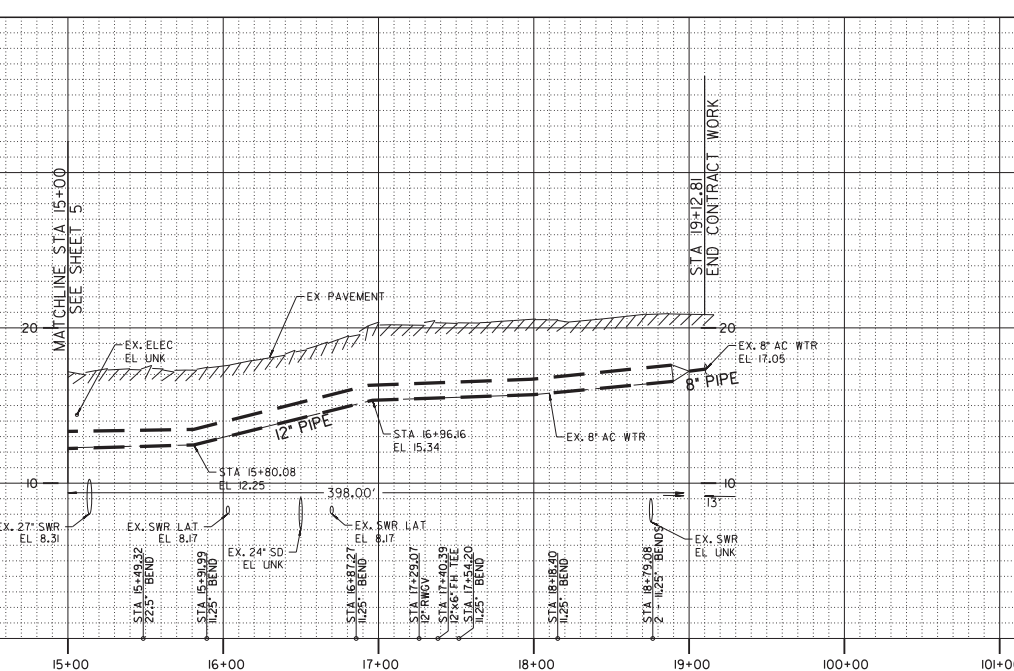 MATCHLINE STA 15+00
SEE SHEET 5
STA 19+12.81
END CONTRACT WORK
EX PAVEMENT
20
20
EX. ELEC
EL UNK
EX. 8" AC WTR
EL 17.05
8" PIPE
12" PIPE
STA 16+96.16
EL 15.34
EX. 8" AC WTR
STA 15+80.08
EL 12.25
10
10
398.00'
13'
EX. 27" SWR
EL 8.31
EX. SWR LAT
EL 8.17
EX. 24" SD
EL UNK
EX. SWR LAT
EL 8.17
EX. SWR
EL UNK
STA 15+49.32
22.5° BEND
STA 15+91.99
11.25° BEND
STA 16+87.27
11.25° BEND
STA 17+29.07
12" RWGV
STA 17+40.39
12"x6" FH TEE
STA 17+54.20
11.25° BEND
STA 18+18.40
11.25° BEND
STA 18+79.08
2 - 11.25° BENDS
15+00
16+00
17+00
18+00
19+00
100+00